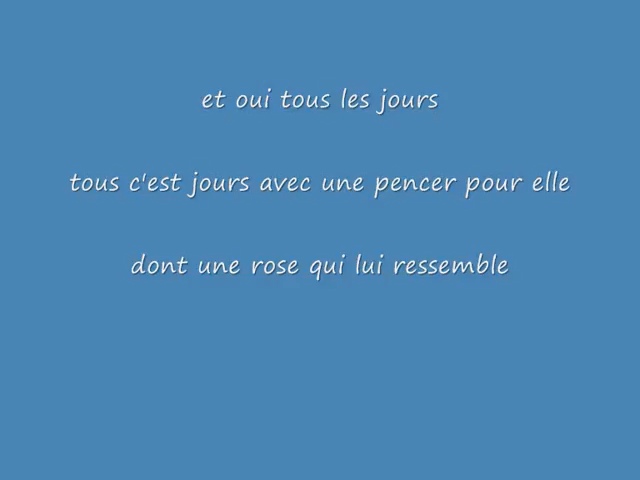 et oui tous les jours
tous c'est jours avec une pencer pour elle
dont une rose qui lui ressemble